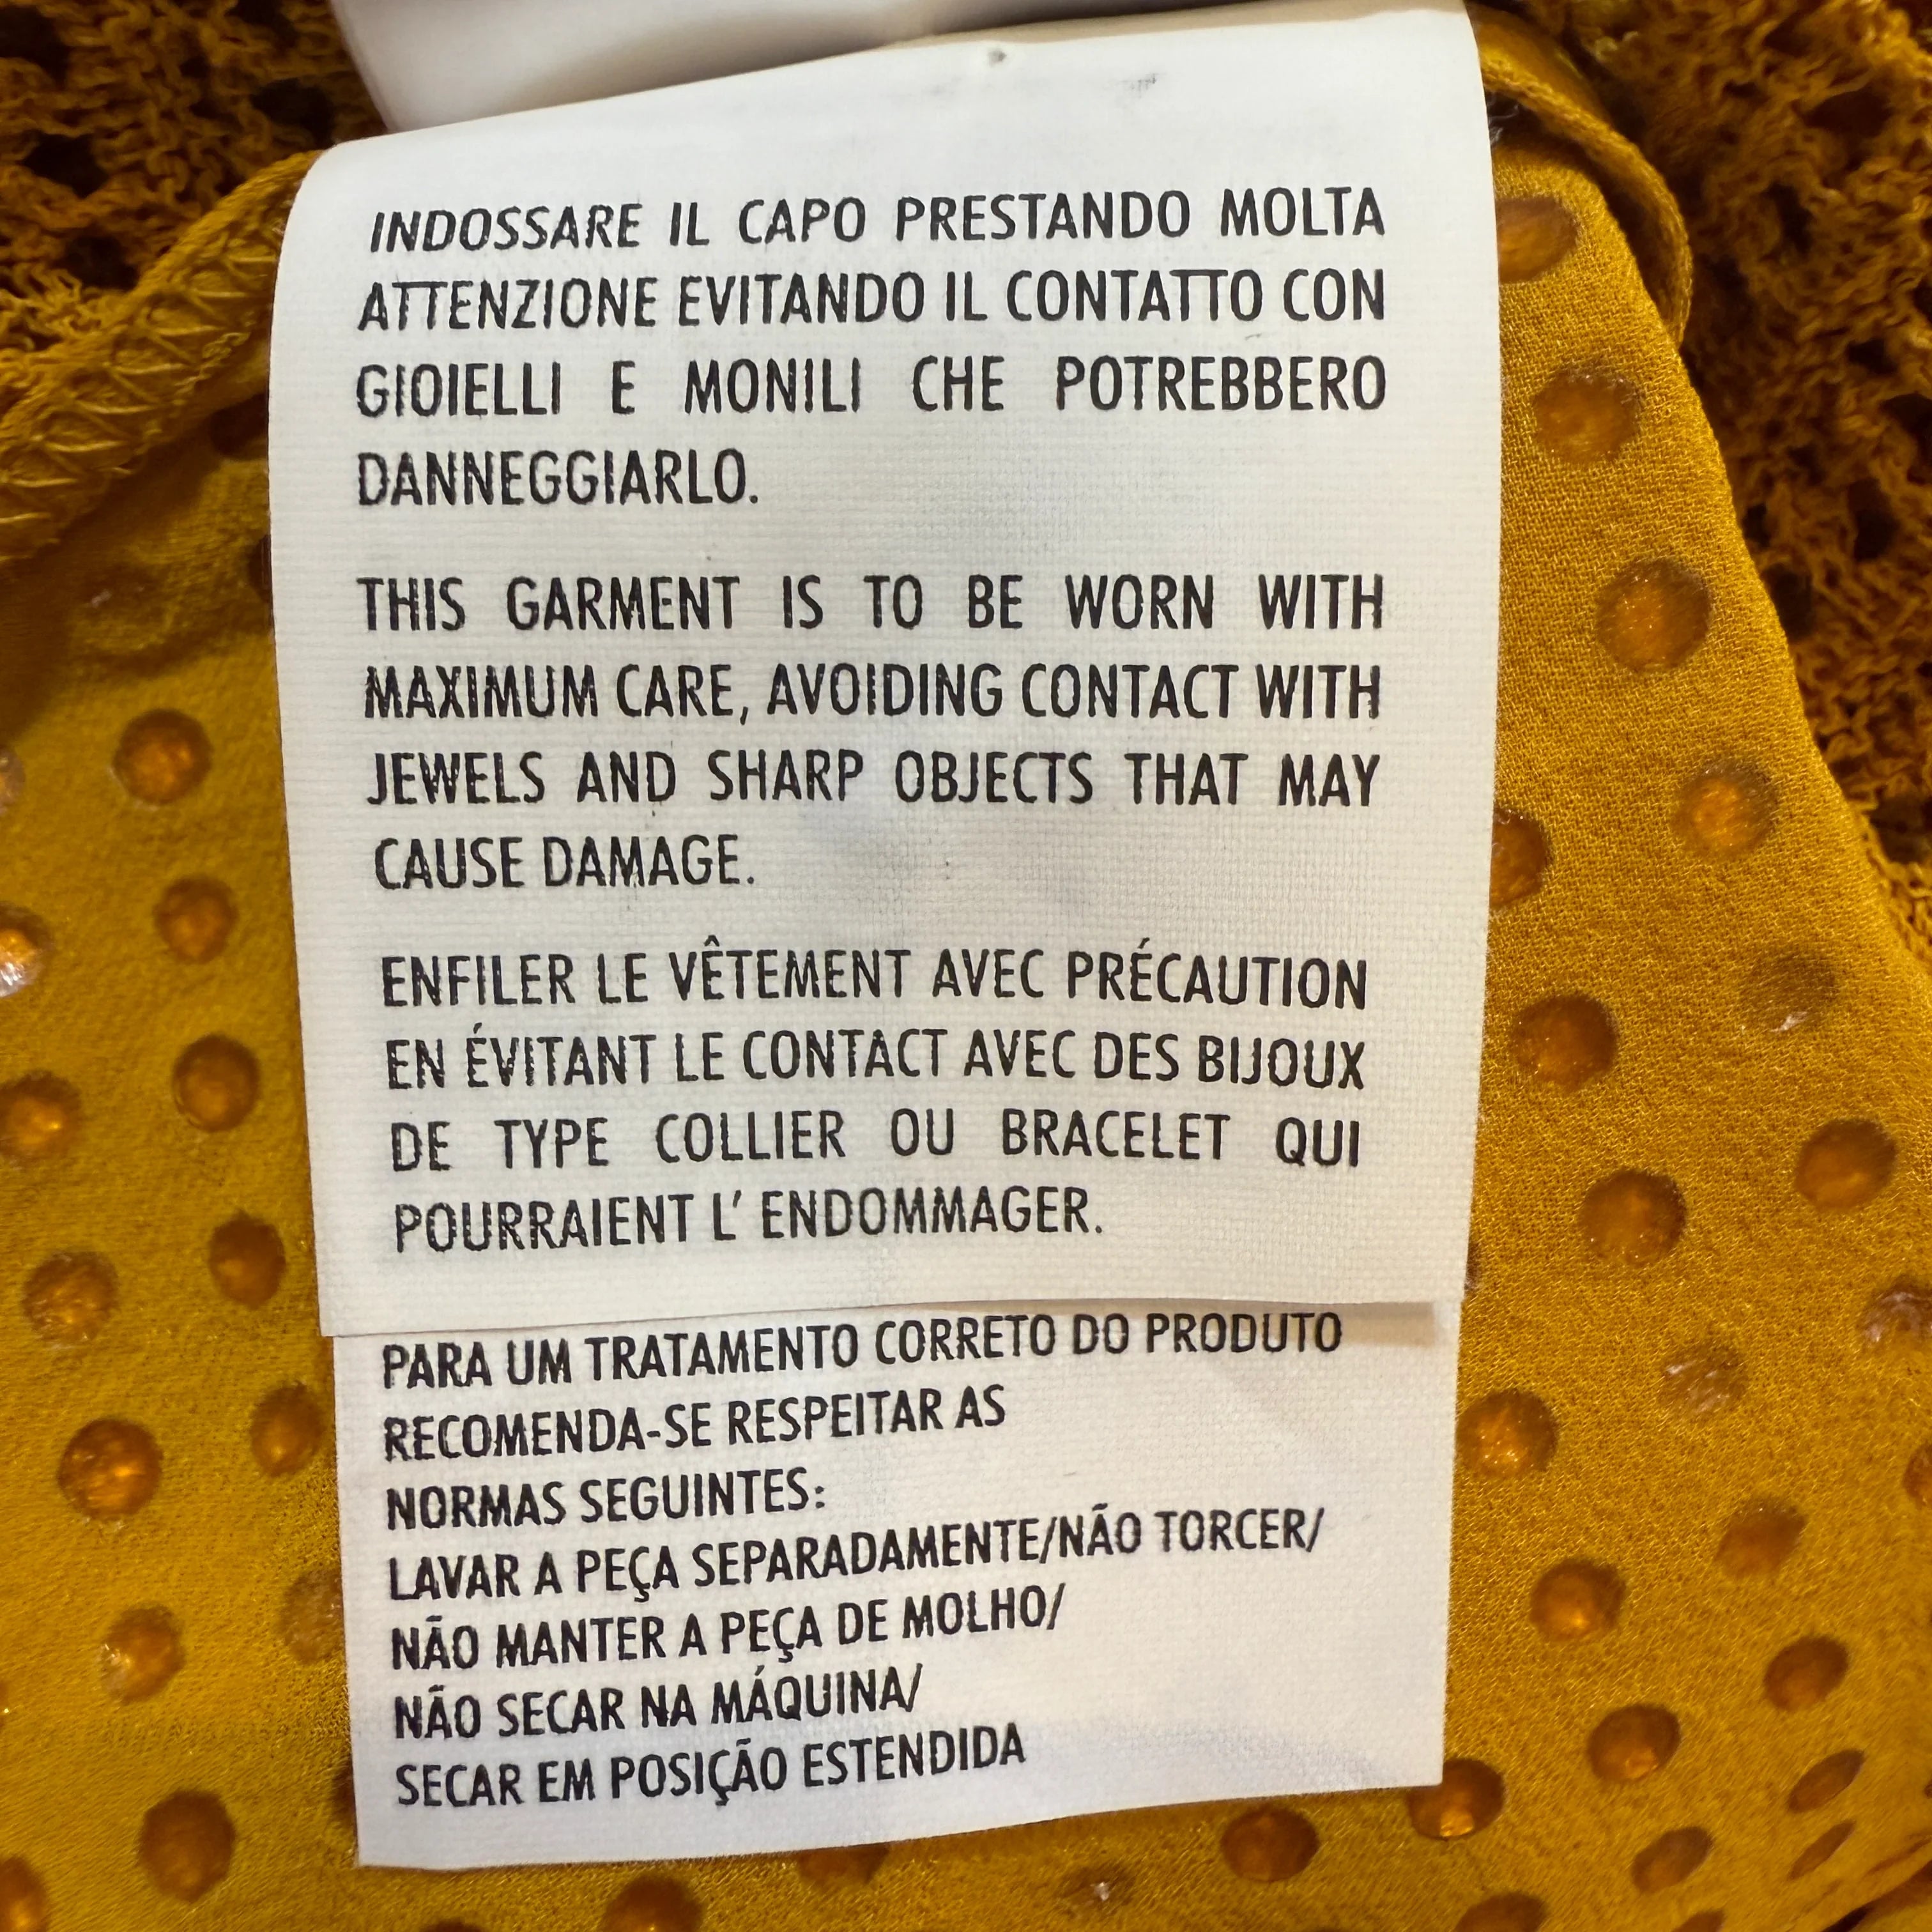 INDOSSARE IL CAPO PRESTANDO MOLTA
ATTENZIONE EVITANDO IL CONTATTO CON
GIOIELLI E MONILI CHE POTREBBERO
DANNEGGIARLO.
THIS GARMENT IS TO BE WORN WITH
MAXIMUM CARE, AVOIDING CONTACT WITH
JEWELS AND SHARP OBJECTS THAT MAY
CAUSE DAMAGE.
ENFILER LE VÊTEMENT AVEC PRÉCAUTION
EN ÉVITANT LE CONTACT AVEC DES BIJOUX
DE TYPE COLLIER OU BRACELET QUI
POURRAIENT L' ENDOMMAGER.
PARA UM TRATAMENTO CORRETO DO PRODUTO
RECOMENDA-SE RESPEITAR AS
NORMAS SEGUINTES:
LAVAR A PEÇA SEPARADAMENTE/NÃO TORCER/
NÃO MANTER A PEÇA DE MOLHO/
NÃO SECAR NA MÁQUINA/
SECAR EM POSIÇÃO ESTENDIDA